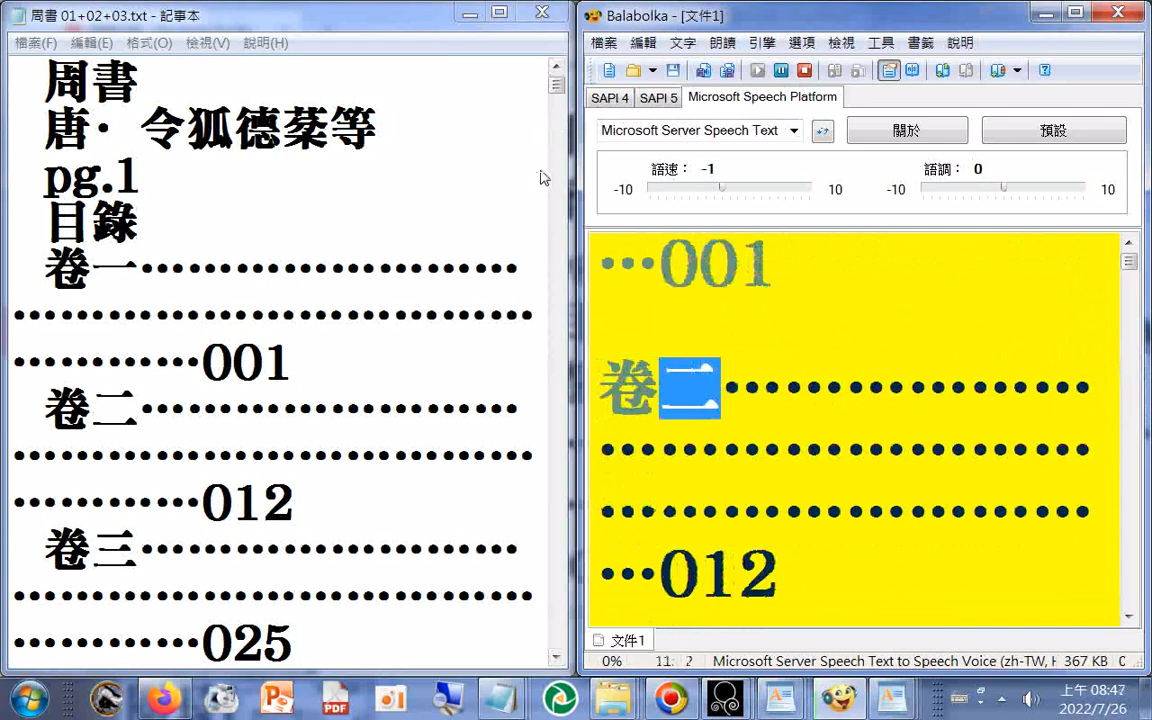 周書 01+02+03.txt - 記事本
檔案(F) 編輯(E) 格式(O) 檢視(V) 說明(H)
周書
唐‧令狐德棻等
pg.1
目錄
卷一………………………
…………………………………
…………001
卷二………………………
…………………………………
…………012
卷三………………………
…………………………………
…………025
Balabolka - [文件1]
檔案 編輯 文字 朗讀 引擎 選項 檢視 工具 書籤 說明
SAPI 4 SAPI 5 Microsoft Speech Platform
Microsoft Server Speech Text 關於 預設
語速： -1 語調： 0
-10 10 -10 10
…001
卷二………………
………………………
………………………
…012
文件1
0% 11: 2 Microsoft Server Speech Text to Speech Voice (zh-TW, H 367 KB
上午 08:47
2022/7/26